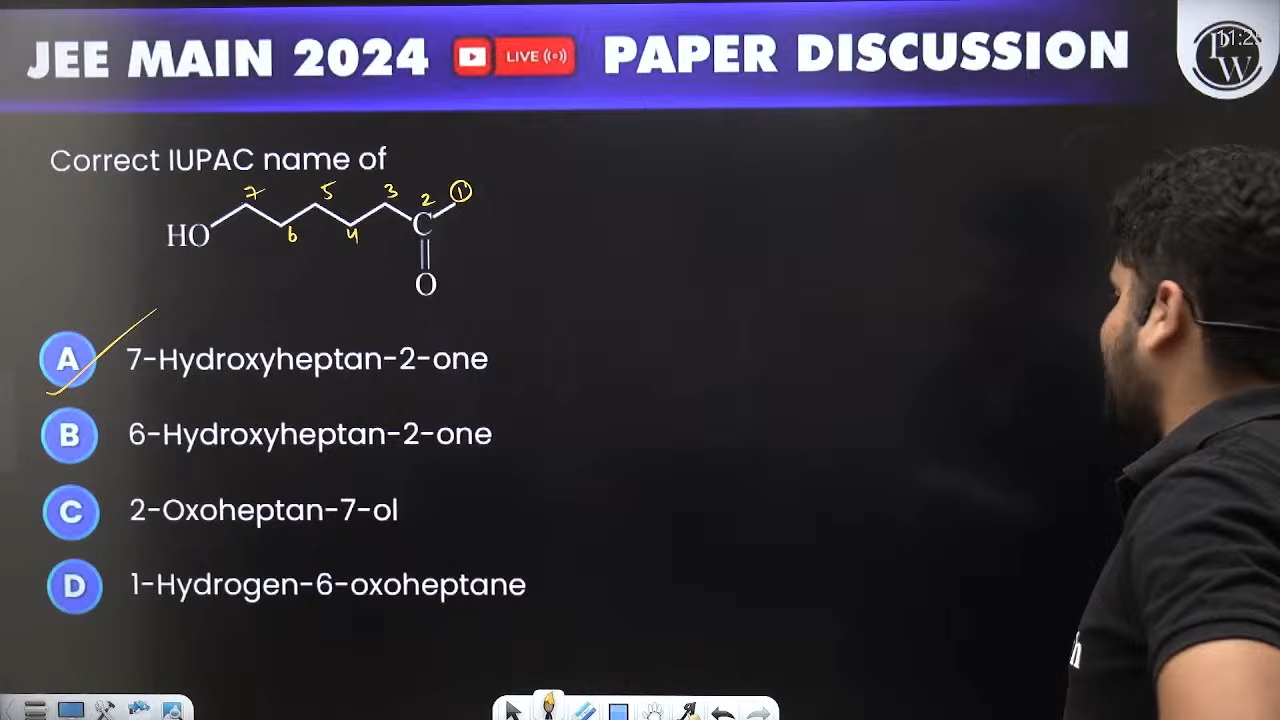 JEE MAIN 2024 LIVE PAPER DISCUSSION
Correct IUPAC name of
7 5 3 2 1
HO 6 4 C
O
A 7-Hydroxyheptan-2-one
B 6-Hydroxyheptan-2-one
C 2-Oxoheptan-7-ol
D 1-Hydrogen-6-oxoheptane